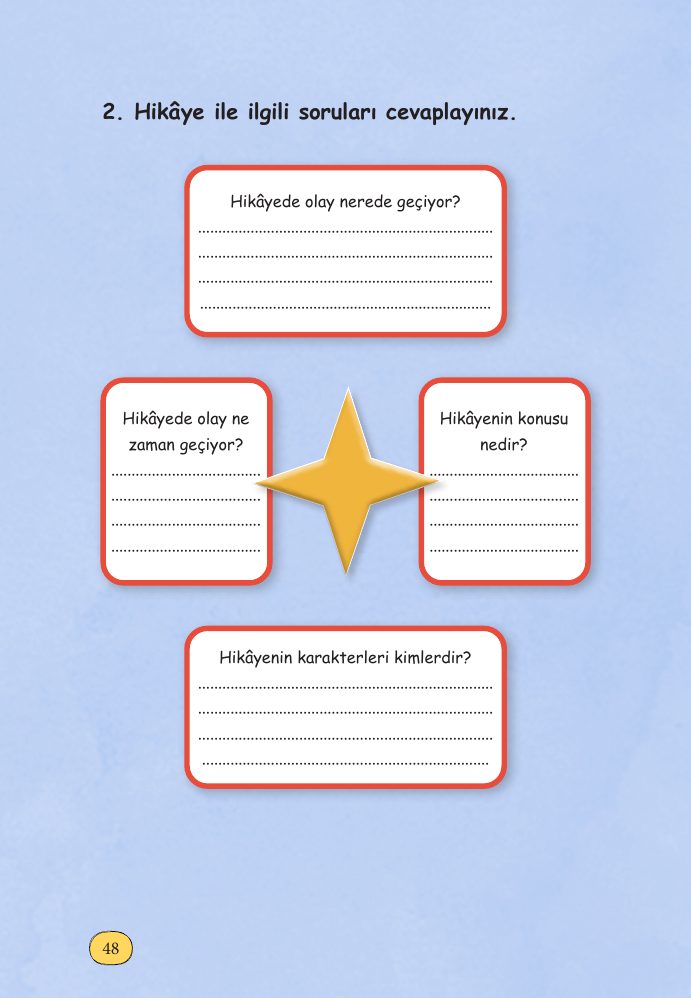 2. Hikâye ile ilgili soruları cevaplayınız.
Hikâyede olay nerede geçiyor?
Hikâyede olay ne
zaman geçiyor?
Hikâyenin konusu
nedir?
Hikâyenin karakterleri kimlerdir?
48